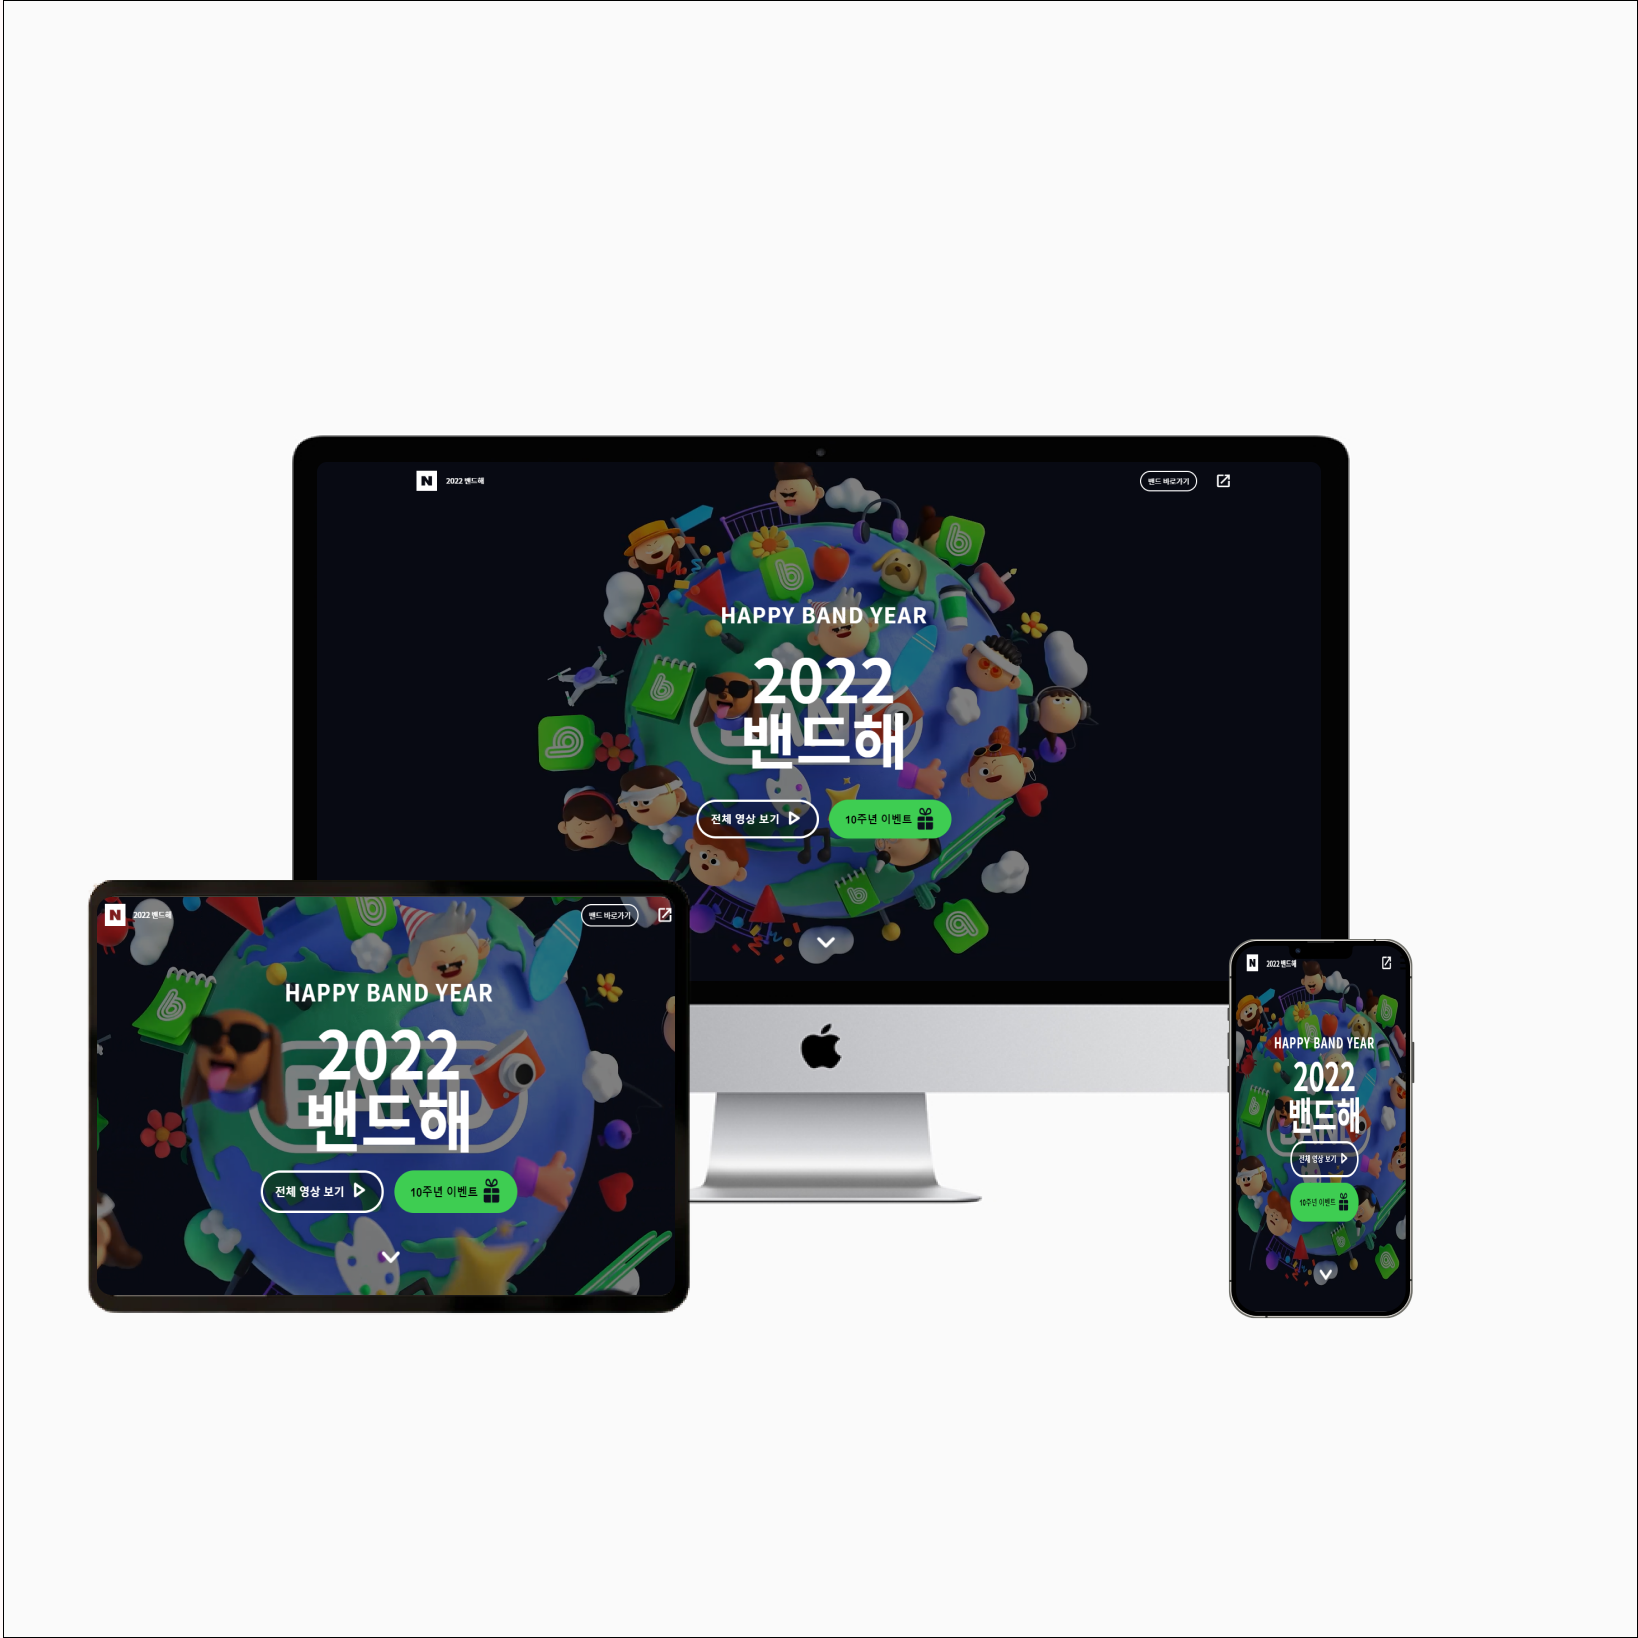 N 2022 밴드해
밴드 바로가기
HAPPY BAND YEAR
2022
밴드해
전체 영상 보기
10주년 이벤트
N 2022 밴드해
밴드 바로가기
HAPPY BAND YEAR
BAND
2022
밴드해
전체 영상 보기
10주년 이벤트
N 2022 밴드해
HAPPY BAND YEAR
2022
밴드해
전체 영상 보기
10주년 이벤트